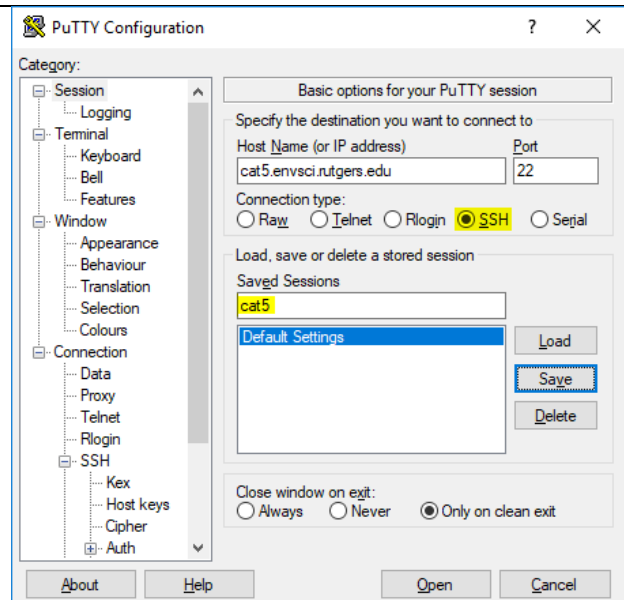 PuTTY Configuration
?
Category:
Session
Logging
Terminal
Keyboard
Bell
Features
Window
Appearance
Behaviour
Translation
Selection
Colours
Connection
Data
Proxy
Telnet
Rlogin
SSH
Kex
Host keys
Cipher
Auth
Basic options for your PuTTY session
Specify the destination you want to connect to
Host Name (or IP address) Port
cat5.envsci.rutgers.edu 22
Connection type:
Raw Telnet Rlogin SSH Serial
Load, save or delete a stored session
Saved Sessions
cat5
Default Settings
Load
Save
Delete
Close window on exit:
Always Never Only on clean exit
About Help Open Cancel